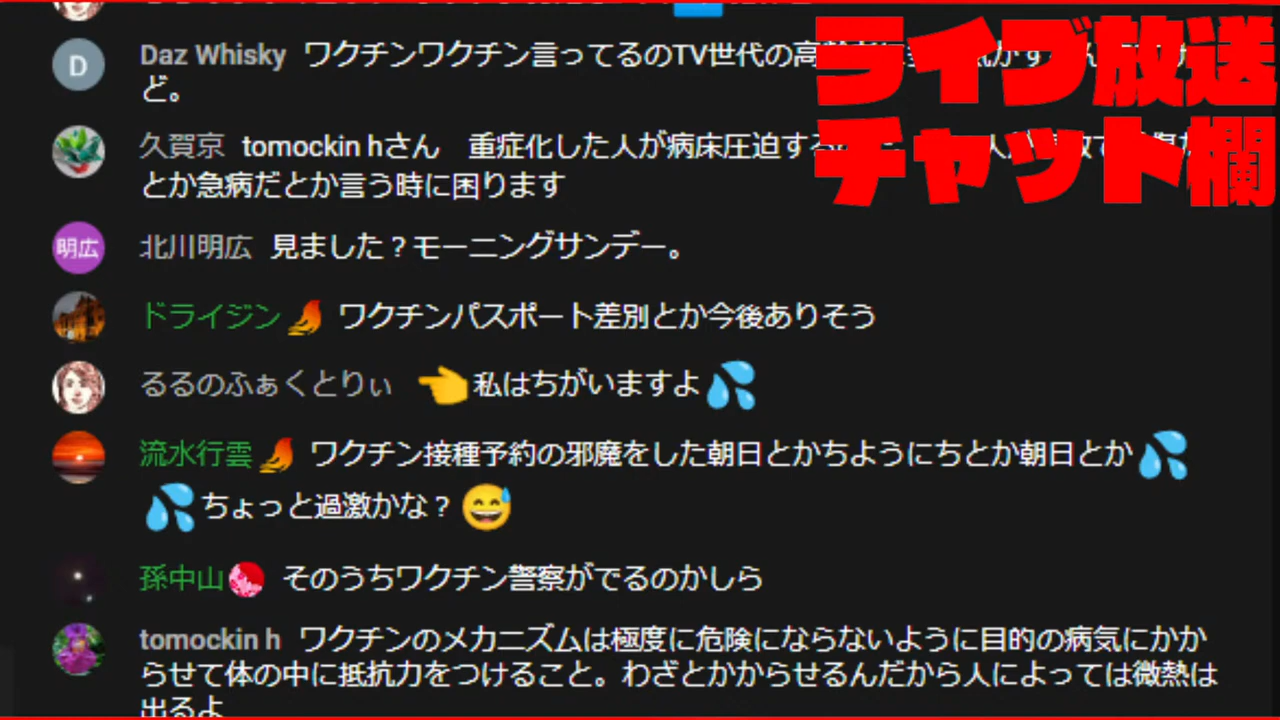 ライブ放送
チャット欄
D Daz Whisky ワクチンワクチン言ってるのTV世代の高
ど。
久賀京 tomockin hさん 重症化した人が病床圧迫する
とか急病だとか言う時に困ります
明広 北川明広 見ました？モーニングサンデー。
ドライジン ワクチンパスポート差別とか今後ありそう
るるのふぁくとりぃ 👈私はちがいますよ💦
流水行雲 ワクチン接種予約の邪魔をした朝日とかちようにちとか朝日とか💦
💦ちょっと過激かな？😅
孫中山 そのうちワクチン警察がでるのかしら
tomockin h ワクチンのメカニズムは極度に危険にならないように目的の病気にかか
らせて体の中に抵抗力をつけること。わざとかからせるんだから人によっては微熱は
出るよ